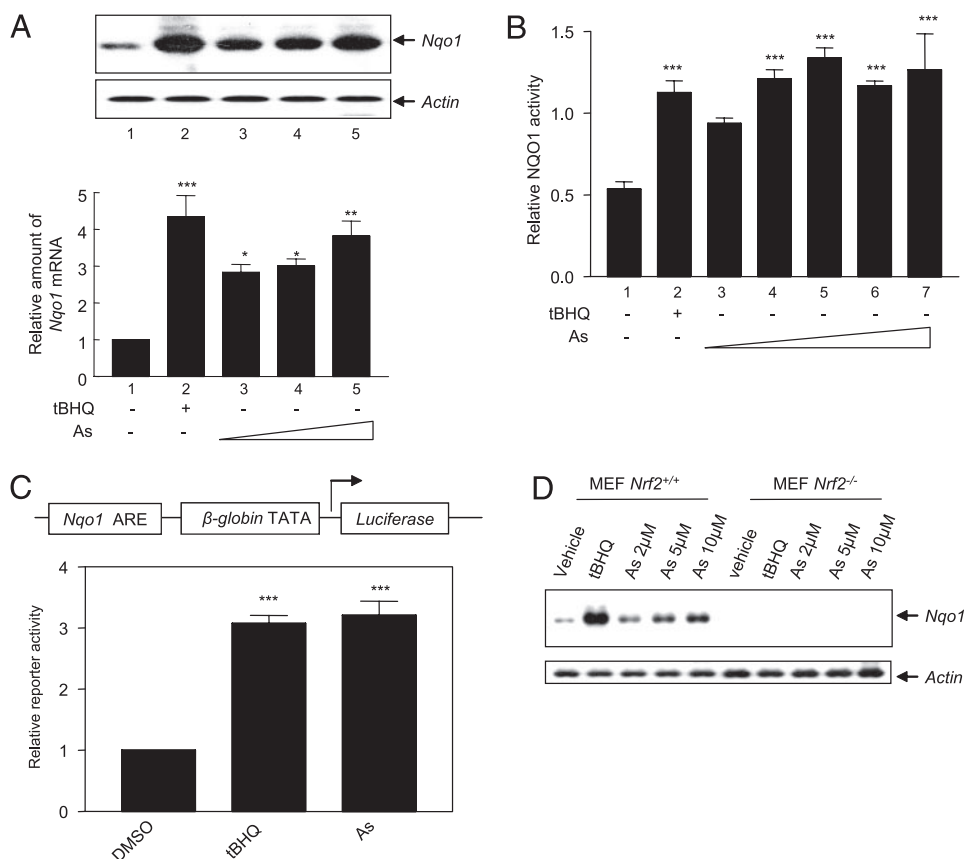 A
Nqo1
Actin
1 2 3 4 5
Relative amount of
Nqo1 mRNA
5
4
3
2
1
0
***
*
*
**
1 2 3 4 5
tBHQ - + - - -
As - -
B
Relative NQO1 activity
1.5
1.0
0.5
0.0
***
***
***
***
***
1 2 3 4 5 6 7
tBHQ - + - - - - -
As - -
C
Nqo1 ARE
β-globin TATA
Luciferase
Relative reporter activity
4
3
2
1
0
***
***
DMSO
tBHQ
As
D
MEF Nrf2+/+
MEF Nrf2-/-
Vehicle
tBHQ
As 2µM
As 5µM
As 10µM
vehicle
tBHQ
As 2µM
As 5µM
As 10µM
Nqo1
Actin